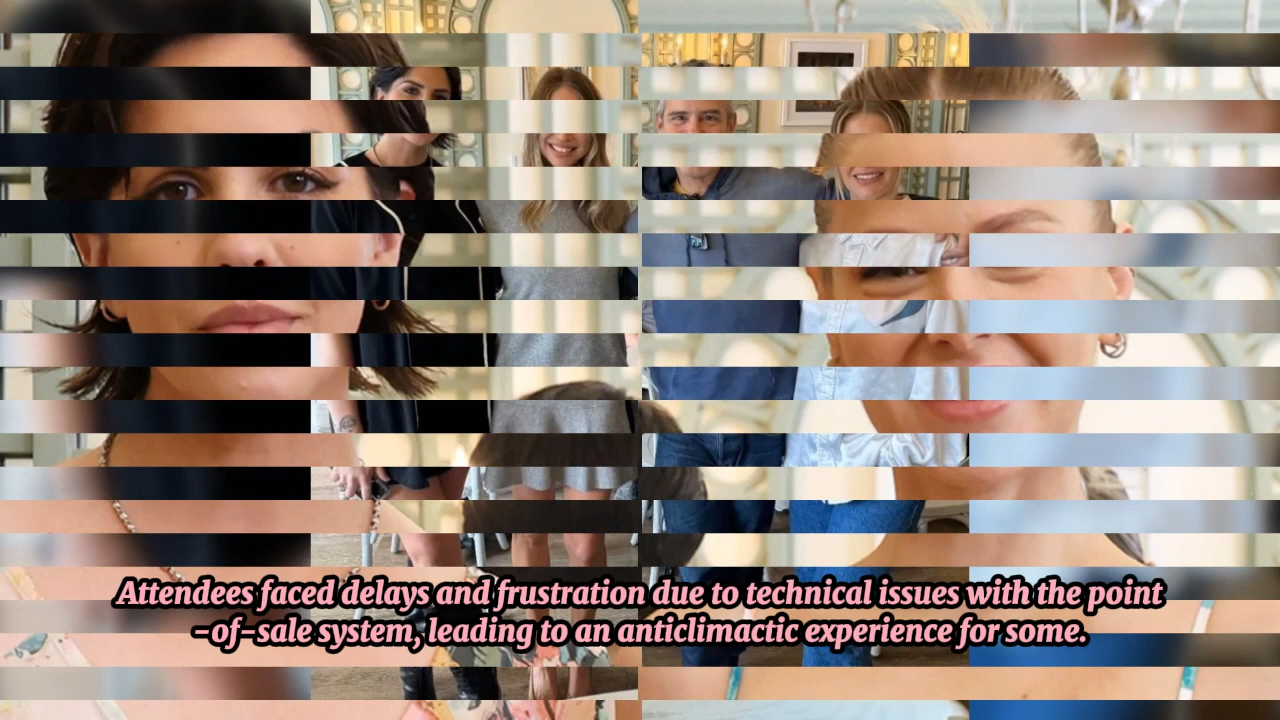 Attendees faced delays and frustration due to technical issues with the point
-of-sale system, leading to an anticlimactic experience for some.